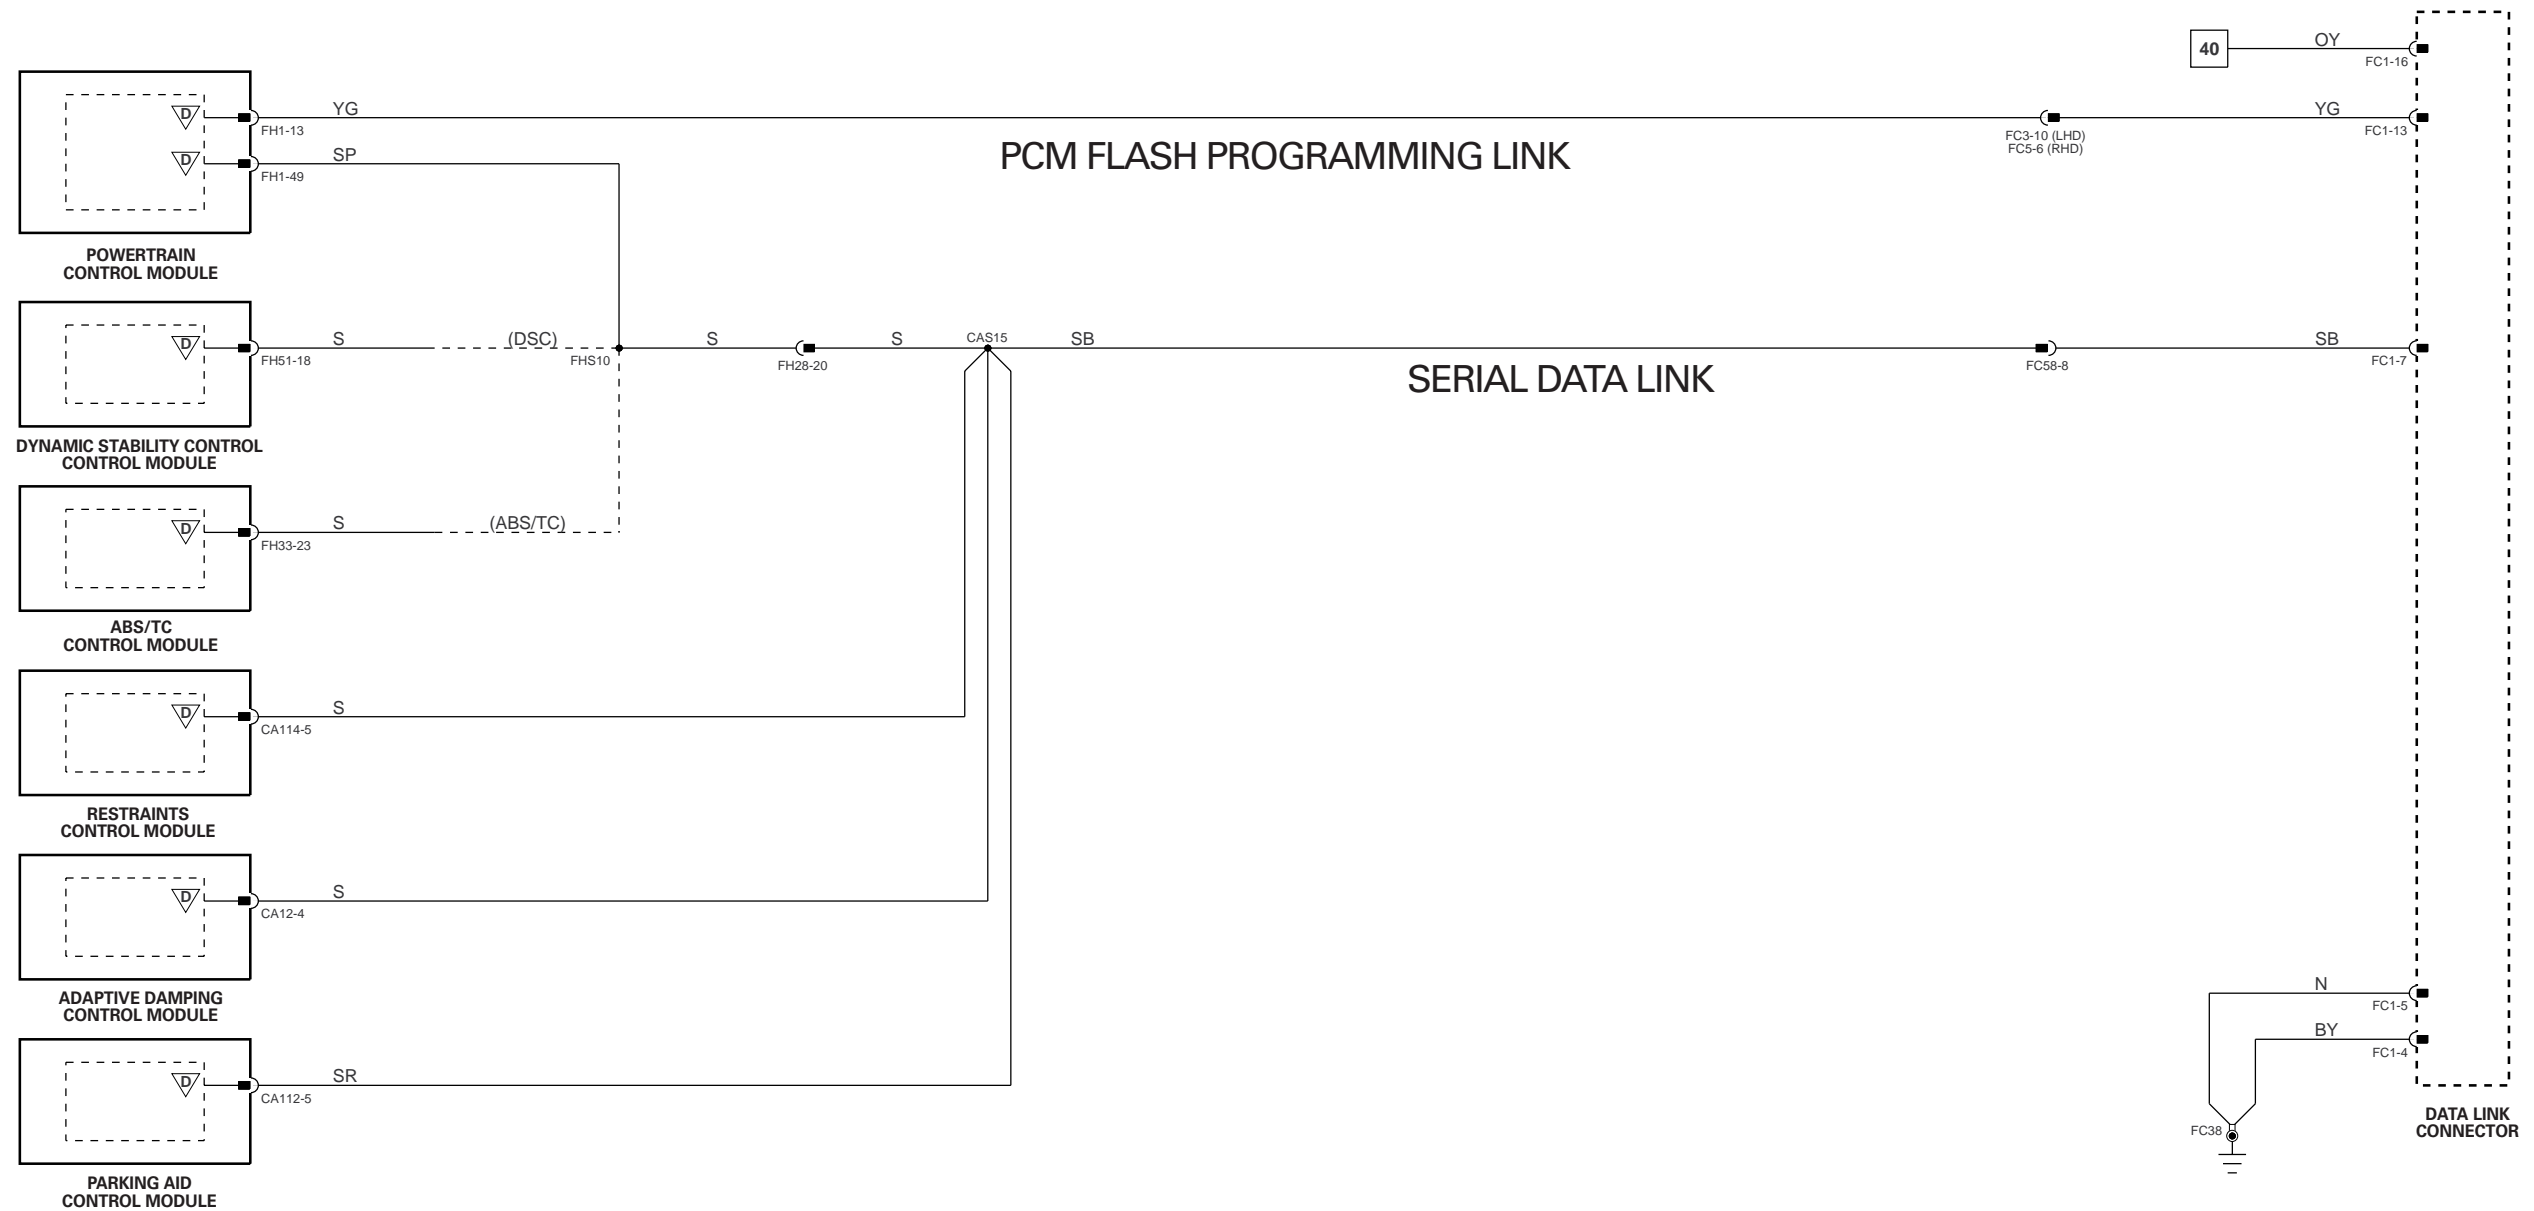 40
OY
FC1-16
D
YG
FH1-13
FC3-10 (LHD)
FC5-6 (RHD)
YG
FC1-13
PCM FLASH PROGRAMMING LINK
D
SP
FH1-49
POWERTRAIN
CONTROL MODULE
D
S
FH51-18
(DSC)
FHS10
S
FH28-20
S
CAS15
SB
FC58-8
SB
FC1-7
SERIAL DATA LINK
DYNAMIC STABILITY CONTROL
CONTROL MODULE
D
S
FH33-23
(ABS/TC)
ABS/TC
CONTROL MODULE
D
S
CA114-5
RESTRAINTS
CONTROL MODULE
D
S
CA12-4
ADAPTIVE DAMPING
CONTROL MODULE
N
FC1-5
BY
FC1-4
D
SR
CA112-5
FC38
DATA LINK
CONNECTOR
PARKING AID
CONTROL MODULE